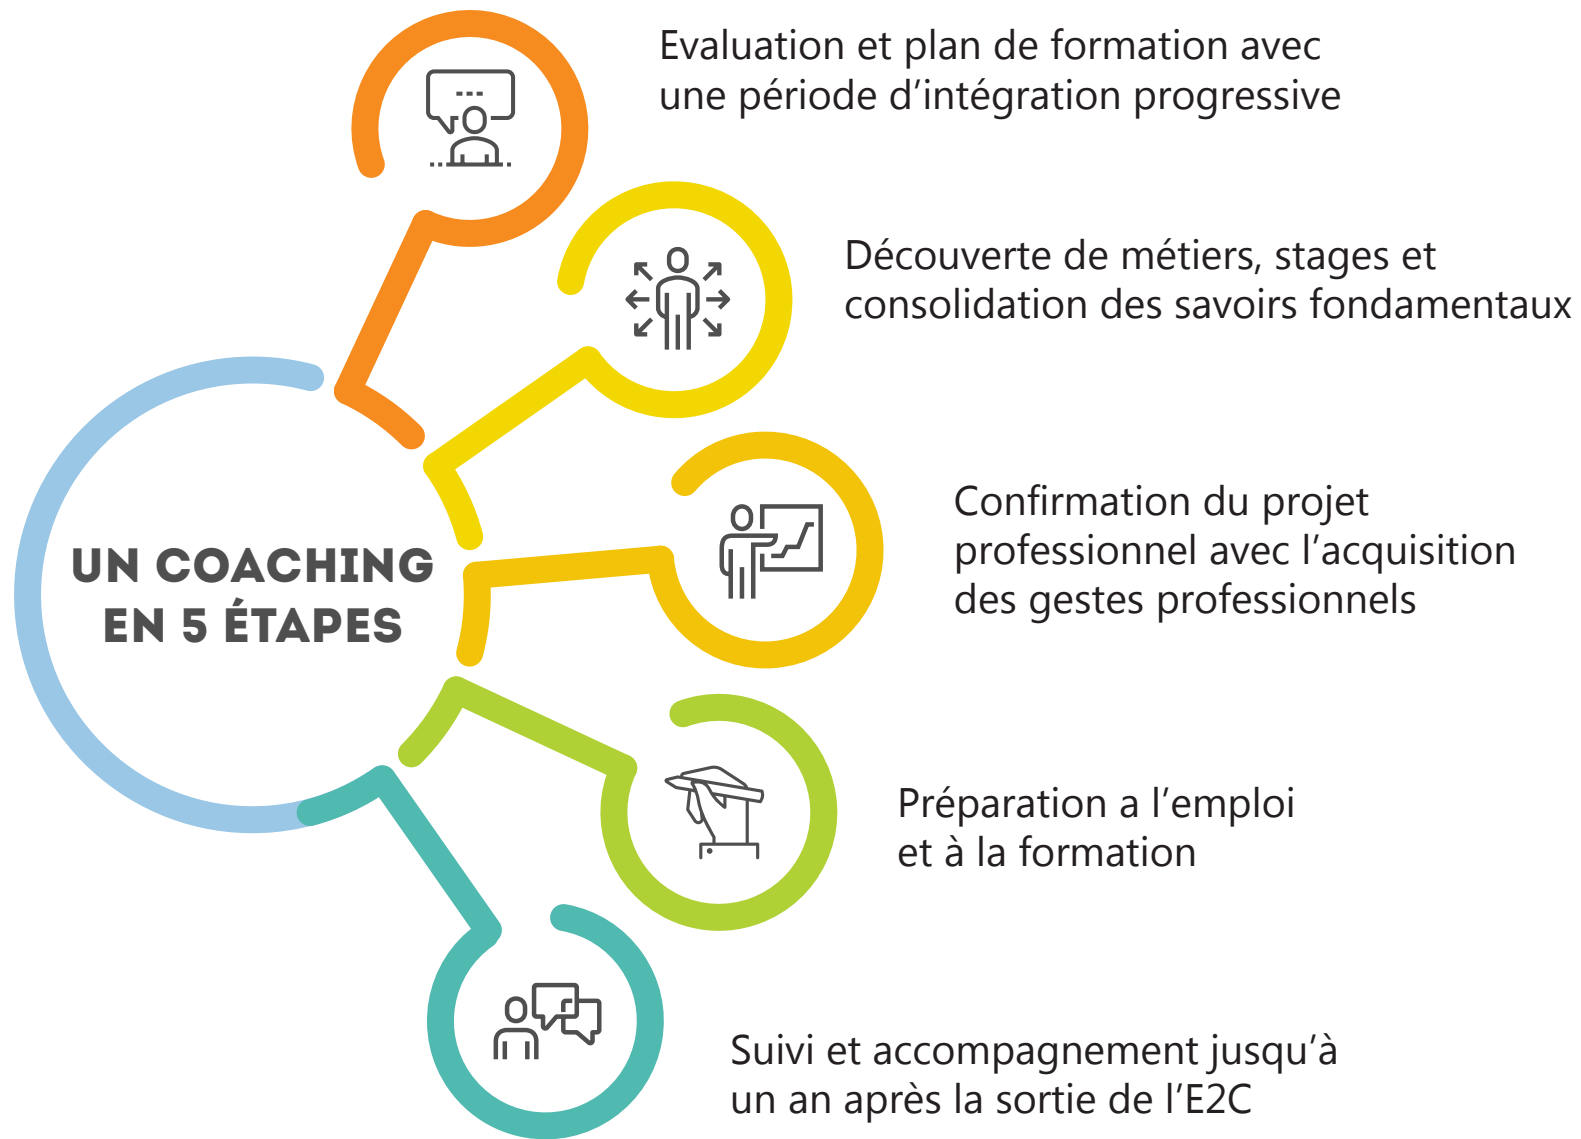 Evaluation et plan de formation avec
une période d’intégration progressive
Découverte de métiers, stages et
consolidation des savoirs fondamentaux
UN COACHING
EN 5 ÉTAPES
Confirmation du projet
professionnel avec l’acquisition
des gestes professionnels
Préparation a l’emploi
et à la formation
Suivi et accompagnement jusqu’à
un an après la sortie de l’E2C